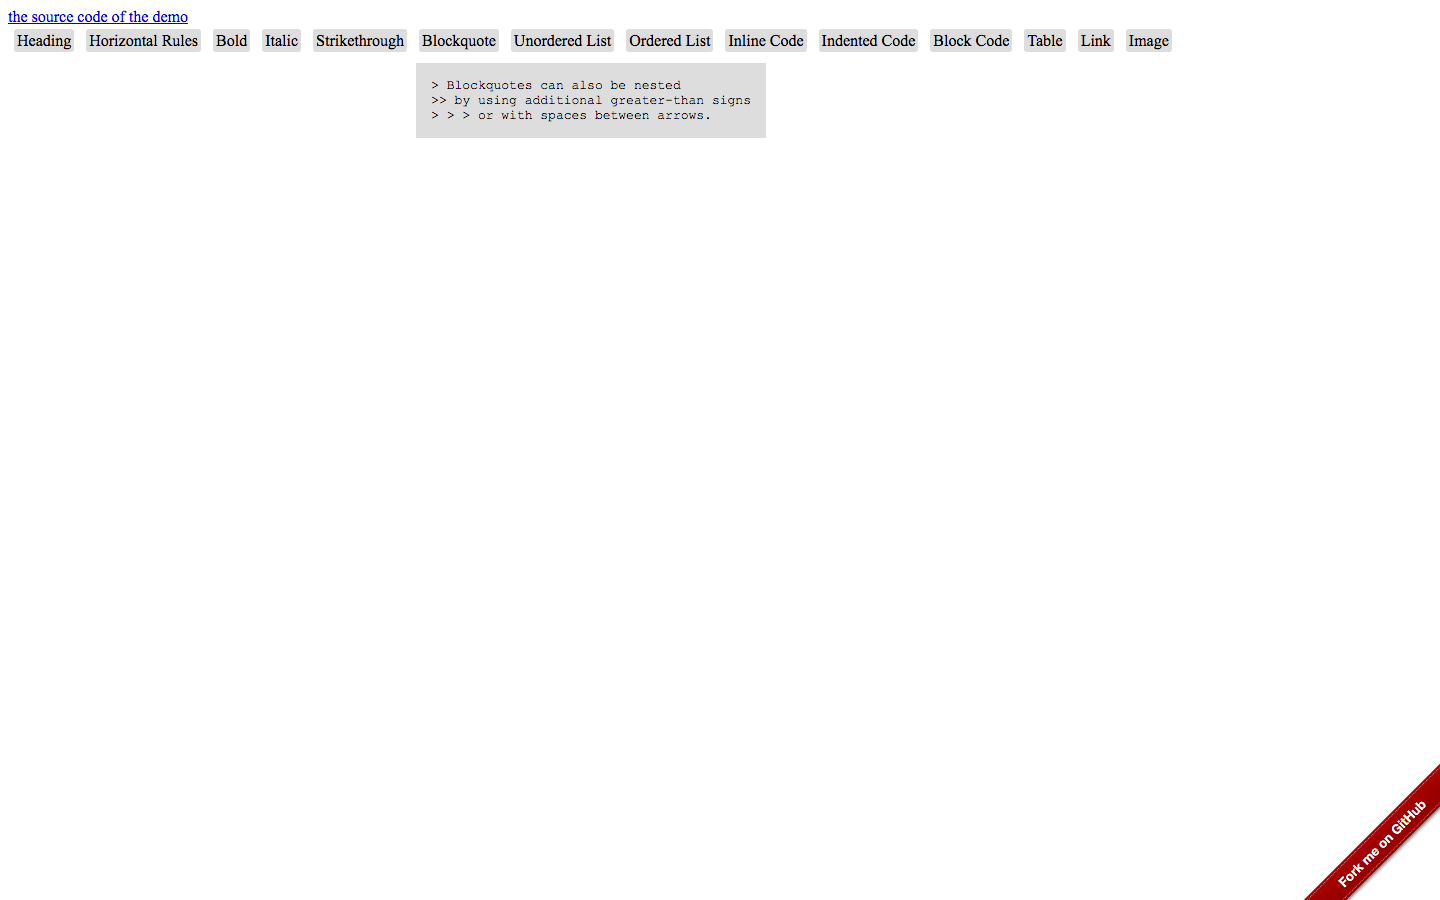 the source code of the demo
Heading Horizontal Rules Bold Italic Strikethrough Blockquote Unordered List Ordered List Inline Code Indented Code Block Code Table Link Image
> Blockquotes can also be nested
>> by using additional greater-than signs
> > > or with spaces between arrows.
Fork me on GitHub